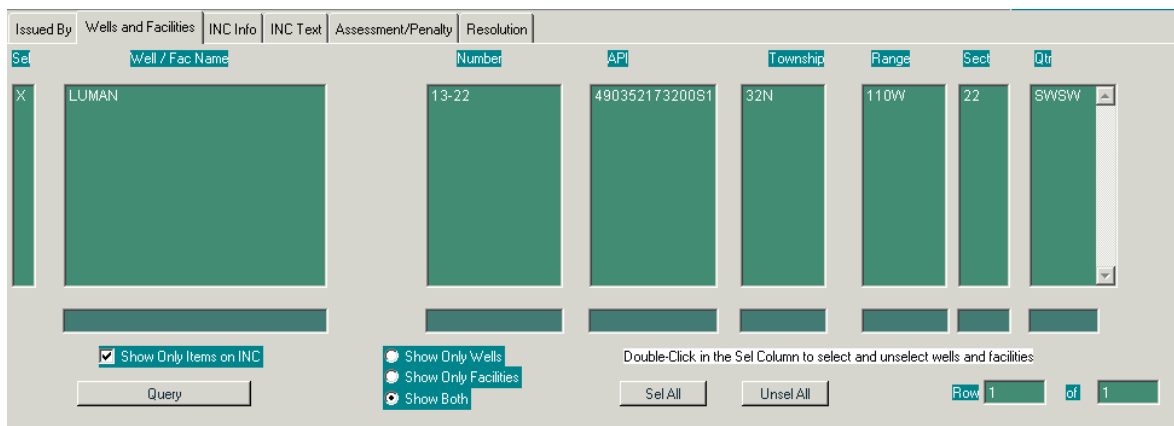 Issued By Wells and Facilities INC Info INC Text Assessment/Penalty Resolution
Sel Well / Fac Name Number API Township Range Sect Qtr
X LUMAN 13-22 490352173200S1 32N 110W 22 SWSW
Show Only Items on INC
Show Only Wells
Show Only Facilities
Show Both
Double-Click in the Sel Column to select and unselect wells and facilities
Query Sel All Unsel All Row 1 of 1